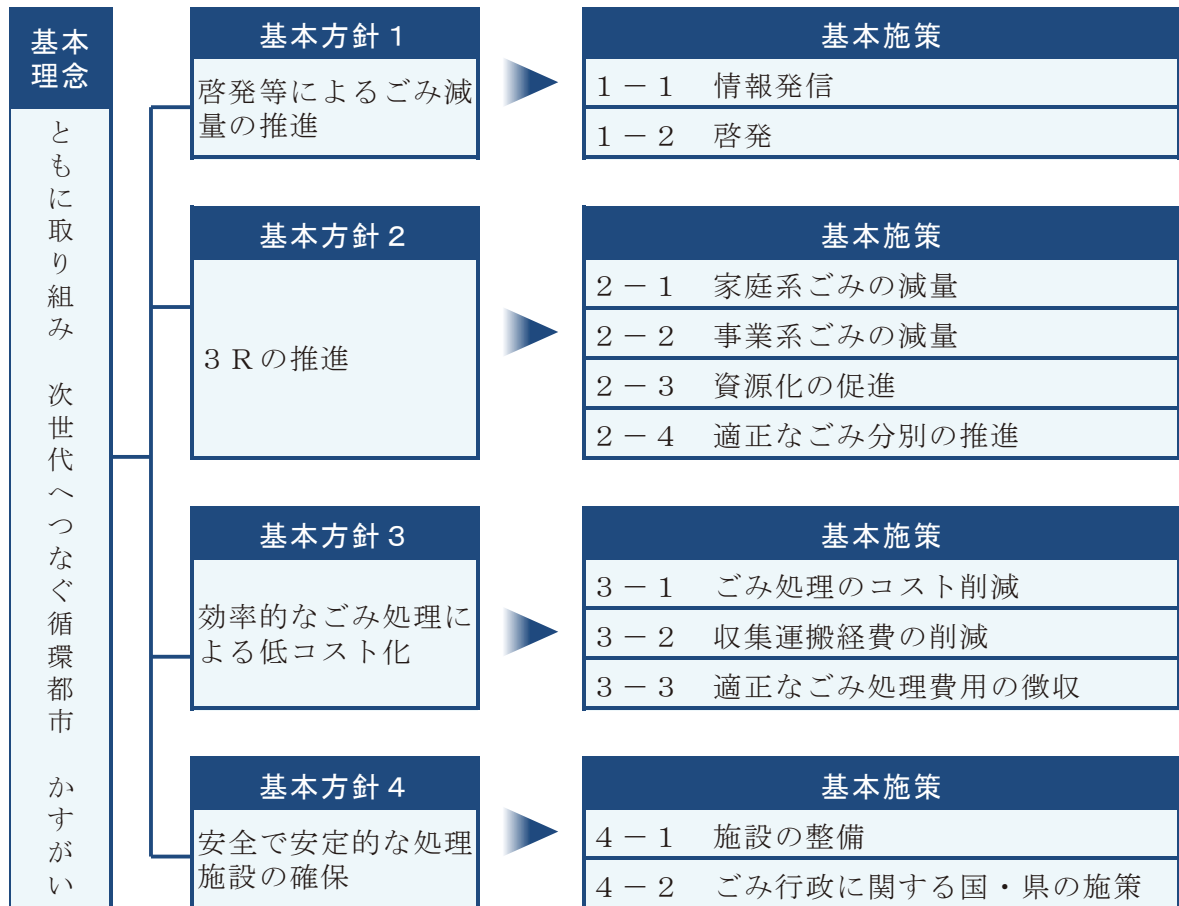 基本
理念
ともに取り組み　次世代へつなぐ循環都市　かすがい
基本方針１
啓発等によるごみ減
量の推進
基本施策
１－１　情報発信
１－２　啓発
基本方針２
３Ｒの推進
基本施策
２－１　家庭系ごみの減量
２－２　事業系ごみの減量
２－３　資源化の促進
２－４　適正なごみ分別の推進
基本方針３
効率的なごみ処理に
よる低コスト化
基本施策
３－１　ごみ処理のコスト削減
３－２　収集運搬経費の削減
３－３　適正なごみ処理費用の徴収
基本方針４
安全で安定的な処理
施設の確保
基本施策
４－１　施設の整備
４－２　ごみ行政に関する国・県の施策